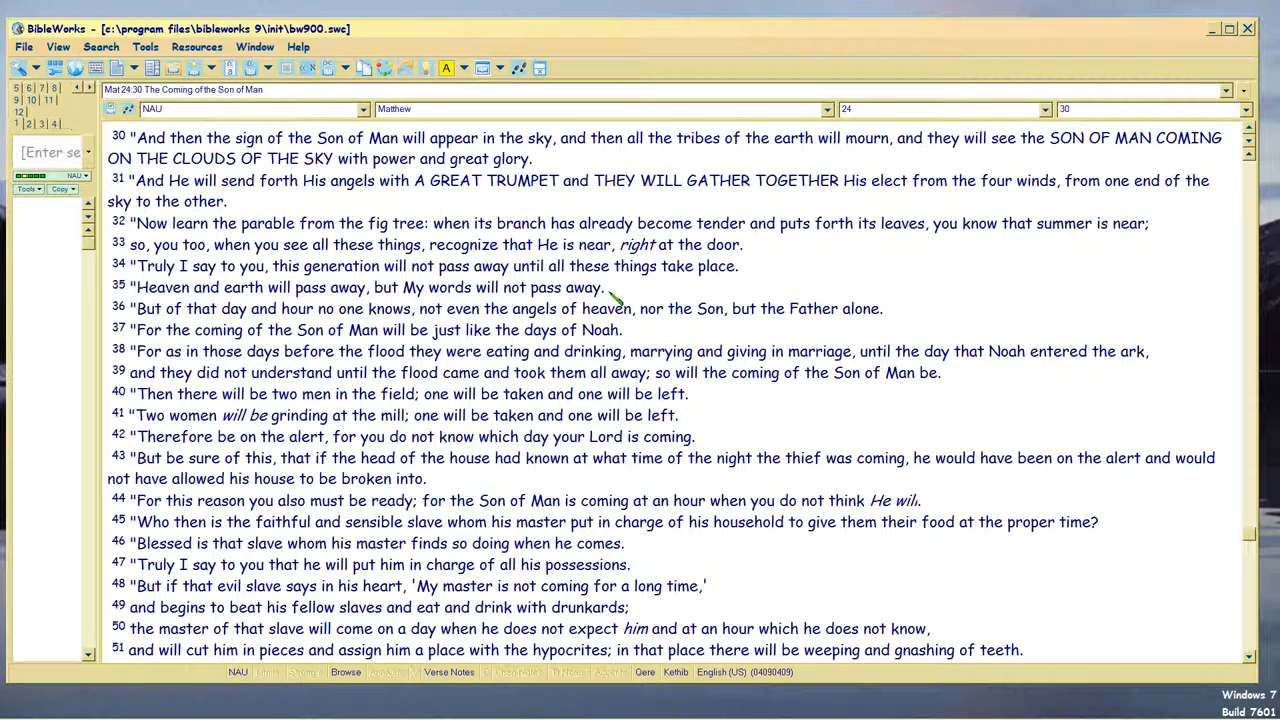 BibleWorks - [c:\program files\bibleworks 9\init\bw900.swc]
File View Search Tools Resources Window Help
5 | 6 | 7 | 8 |
9 | 10 | 11 |
12 |
1 | 2 | 3 | 4 |
Mat 24:30 The Coming of the Son of Man
NAU Matthew 24 30
[Enter se
NAU
Tools Copy
30 "And then the sign of the Son of Man will appear in the sky, and then all the tribes of the earth will mourn, and they will see the SON OF MAN COMING
ON THE CLOUDS OF THE SKY with power and great glory.
31 "And He will send forth His angels with A GREAT TRUMPET and THEY WILL GATHER TOGETHER His elect from the four winds, from one end of the
sky to the other.
32 "Now learn the parable from the fig tree: when its branch has already become tender and puts forth its leaves, you know that summer is near;
33 so, you too, when you see all these things, recognize that He is near, right at the door.
34 "Truly I say to you, this generation will not pass away until all these things take place.
35 "Heaven and earth will pass away, but My words will not pass away.
36 "But of that day and hour no one knows, not even the angels of heaven, nor the Son, but the Father alone.
37 "For the coming of the Son of Man will be just like the days of Noah.
38 "For as in those days before the flood they were eating and drinking, marrying and giving in marriage, until the day that Noah entered the ark,
39 and they did not understand until the flood came and took them all away; so will the coming of the Son of Man be.
40 "Then there will be two men in the field; one will be taken and one will be left.
41 "Two women will be grinding at the mill; one will be taken and one will be left.
42 "Therefore be on the alert, for you do not know which day your Lord is coming.
43 "But be sure of this, that if the head of the house had known at what time of the night the thief was coming, he would have been on the alert and would
not have allowed his house to be broken into.
44 "For this reason you also must be ready; for the Son of Man is coming at an hour when you do not think He will.
45 "Who then is the faithful and sensible slave whom his master put in charge of his household to give them their food at the proper time?
46 "Blessed is that slave whom his master finds so doing when he comes.
47 "Truly I say to you that he will put him in charge of all his possessions.
48 "But if that evil slave says in his heart, 'My master is not coming for a long time,'
49 and begins to beat his fellow slaves and eat and drink with drunkards;
50 the master of that slave will come on a day when he does not expect him and at an hour which he does not know,
51 and will cut him in pieces and assign him a place with the hypocrites; in that place there will be weeping and gnashing of teeth.
NAU Limits Strong's Browse Verse Notes Chap Notes Qere Kethib English (US) (04090409)
Windows 7
Build 7601